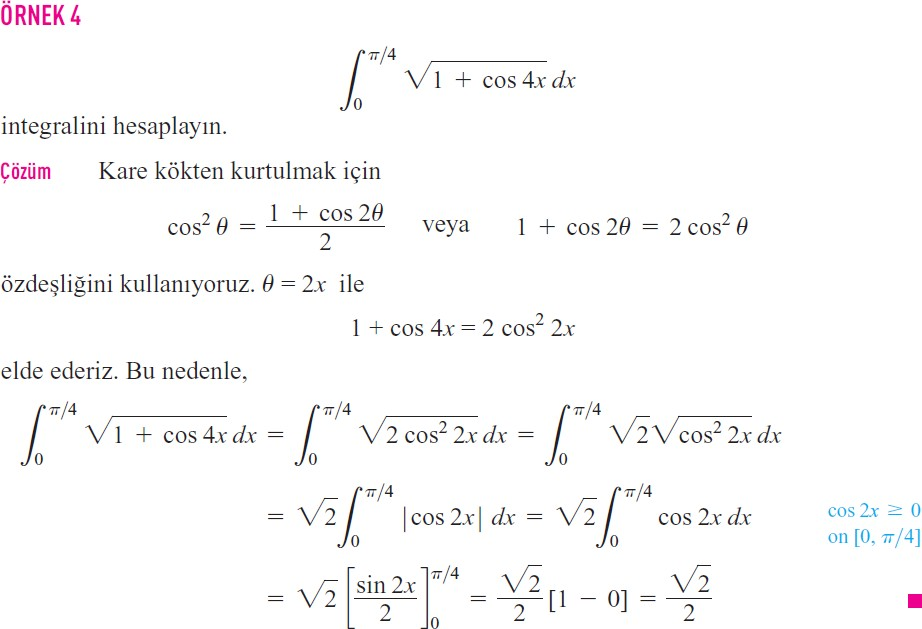 ÖRNEK 4
∫₀^{π/4} √(1 + cos 4x) dx
integralini hesaplayın.
Çözüm Kare kökten kurtulmak için
cos² θ = (1 + cos 2θ)/2 veya 1 + cos 2θ = 2 cos² θ
özdeşliğini kullanıyoruz. θ = 2x ile
1 + cos 4x = 2 cos² 2x
elde ederiz. Bu nedenle,
∫₀^{π/4} √(1 + cos 4x) dx = ∫₀^{π/4} √(2 cos² 2x) dx = ∫₀^{π/4} √2 √(cos² 2x) dx
= √2 ∫₀^{π/4} |cos 2x| dx = √2 ∫₀^{π/4} cos 2x dx
cos 2x ≥ 0
on [0, π/4]
= √2 [sin 2x / 2]₀^{π/4} = √2/2 [1 − 0] = √2/2